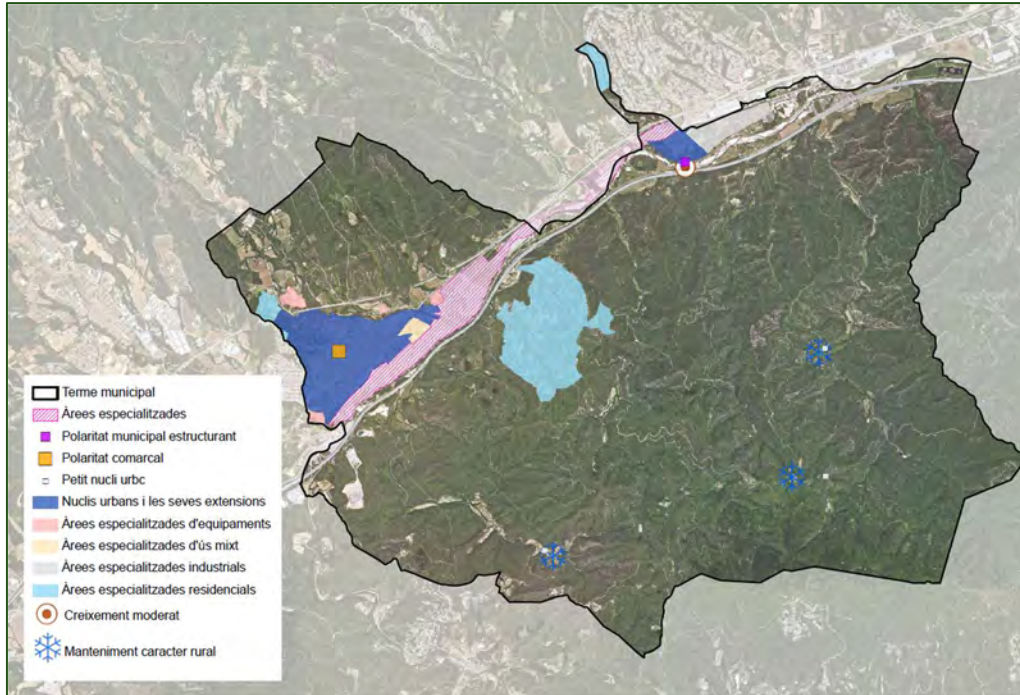 Terme municipal
Àrees especialitzades
Polaritat municipal estructurant
Polaritat comarcal
Petit nucli urbc
Nuclis urbans i les seves extensions
Àrees especialitzades d'equipaments
Àrees especialitzades d'ús mixt
Àrees especialitzades industrials
Àrees especialitzades residencials
Creixement moderat
Manteniment caracter rural